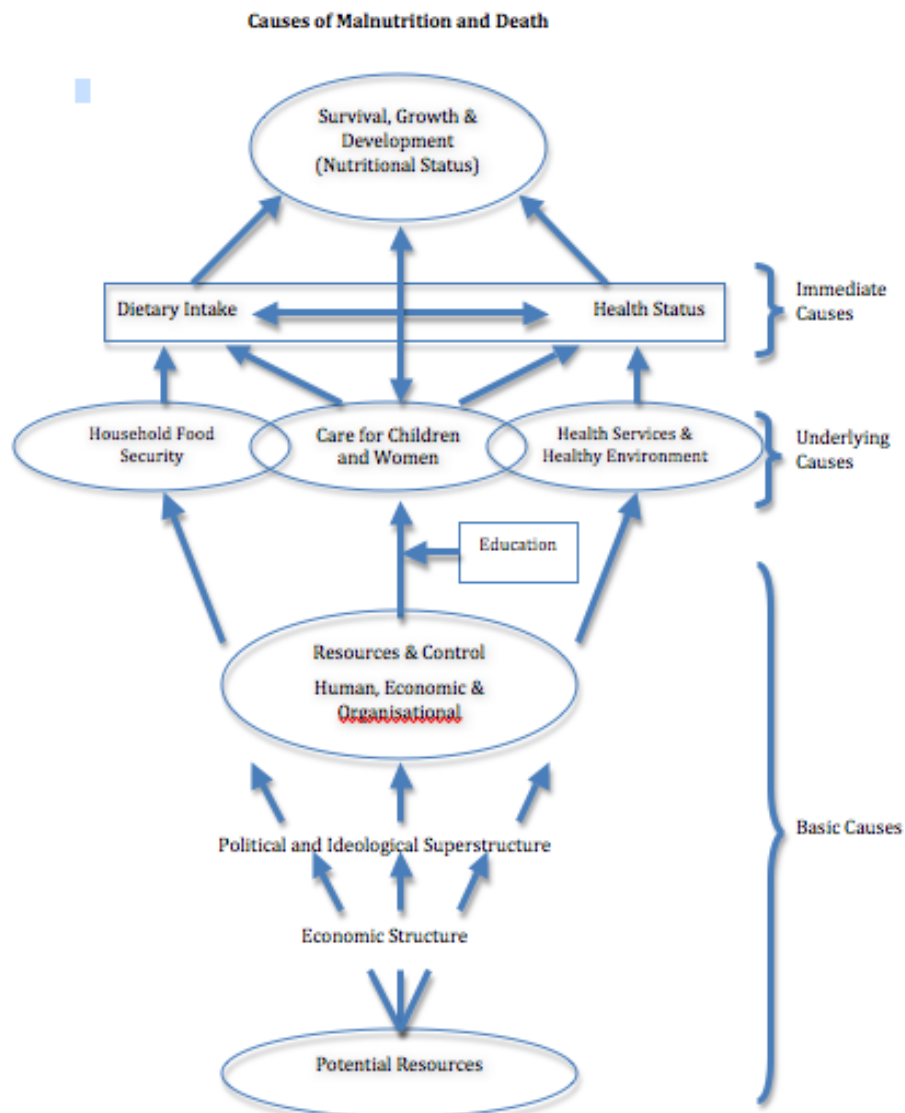 Causes of Malnutrition and Death
Survival, Growth &
Development
(Nutritional Status)
Dietary Intake
Health Status
Immediate
Causes
Household Food
Security
Care for Children
and Women
Health Services &
Healthy Environment
Underlying
Causes
Education
Resources & Control
Human, Economic &
Organisational
Political and Ideological Superstructure
Basic Causes
Economic Structure
Potential Resources